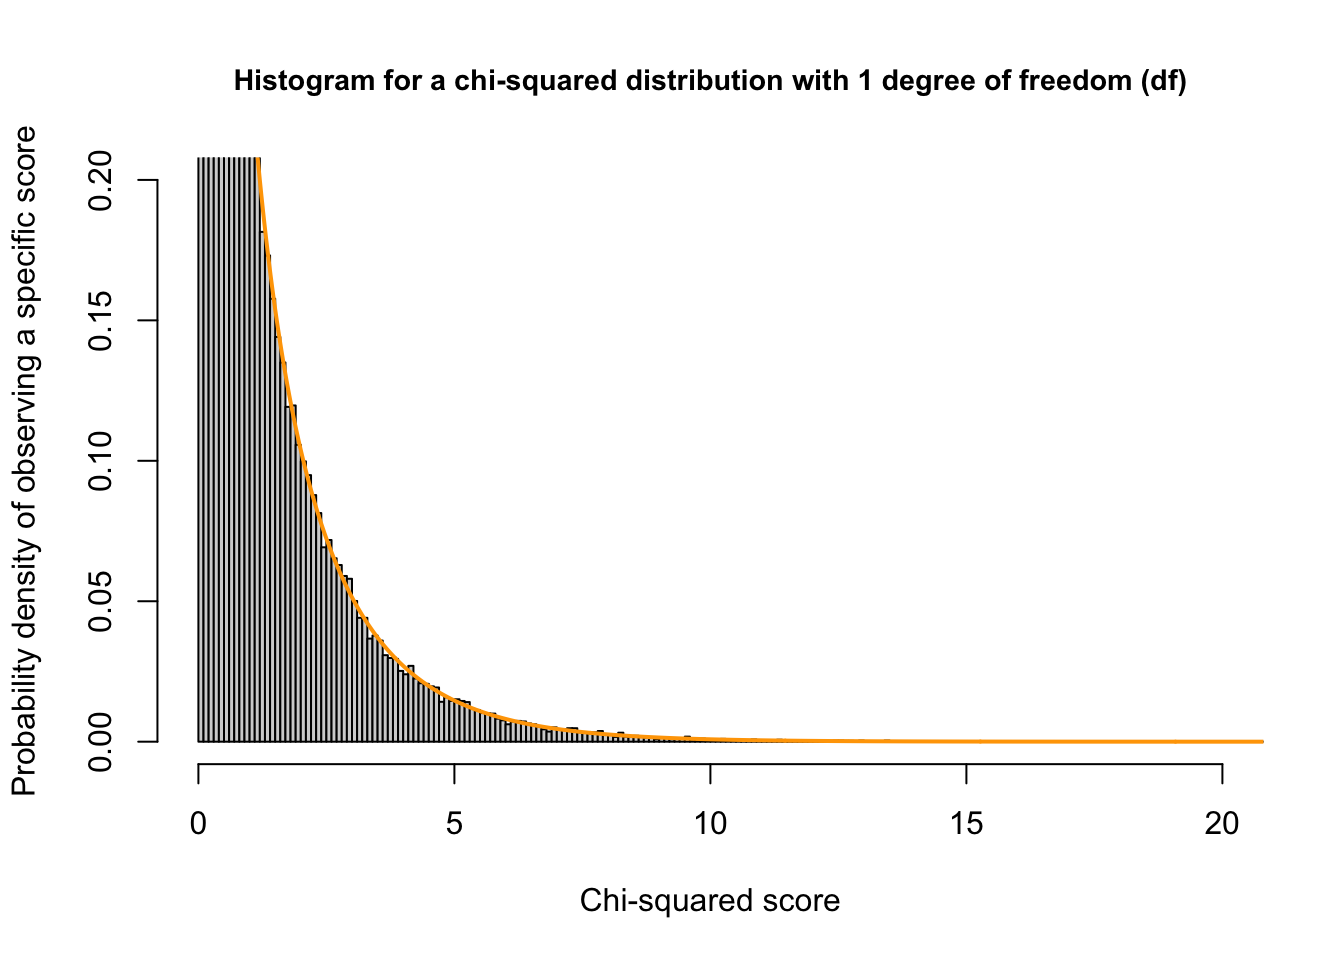 Histogram for a chi-squared distribution with 1 degree of freedom (df)
Probability density of observing a specific score
0.20
0.15
0.10
0.05
0.00
0 5 10 15 20
Chi-squared score